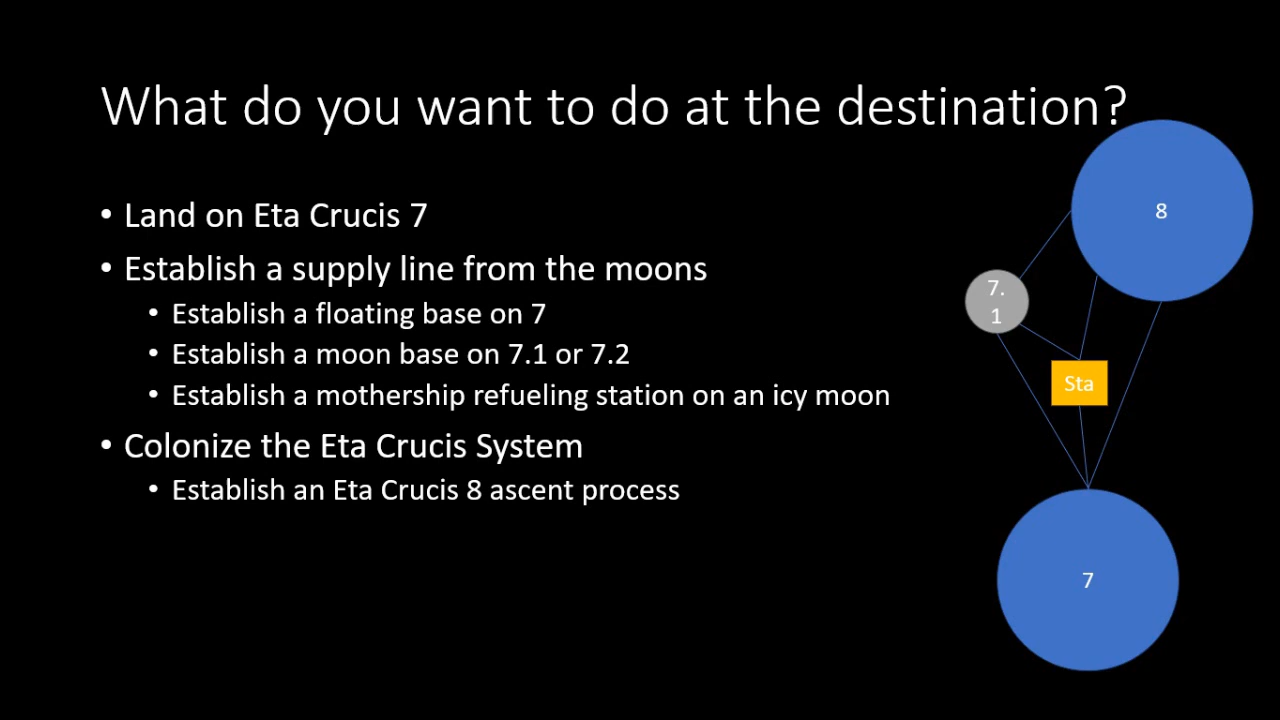 What do you want to do at the destination?
• Land on Eta Crucis 7
• Establish a supply line from the moons
• Establish a floating base on 7
• Establish a moon base on 7.1 or 7.2
• Establish a mothership refueling station on an icy moon
• Colonize the Eta Crucis System
• Establish an Eta Crucis 8 ascent process
8
7.
1
Sta
7